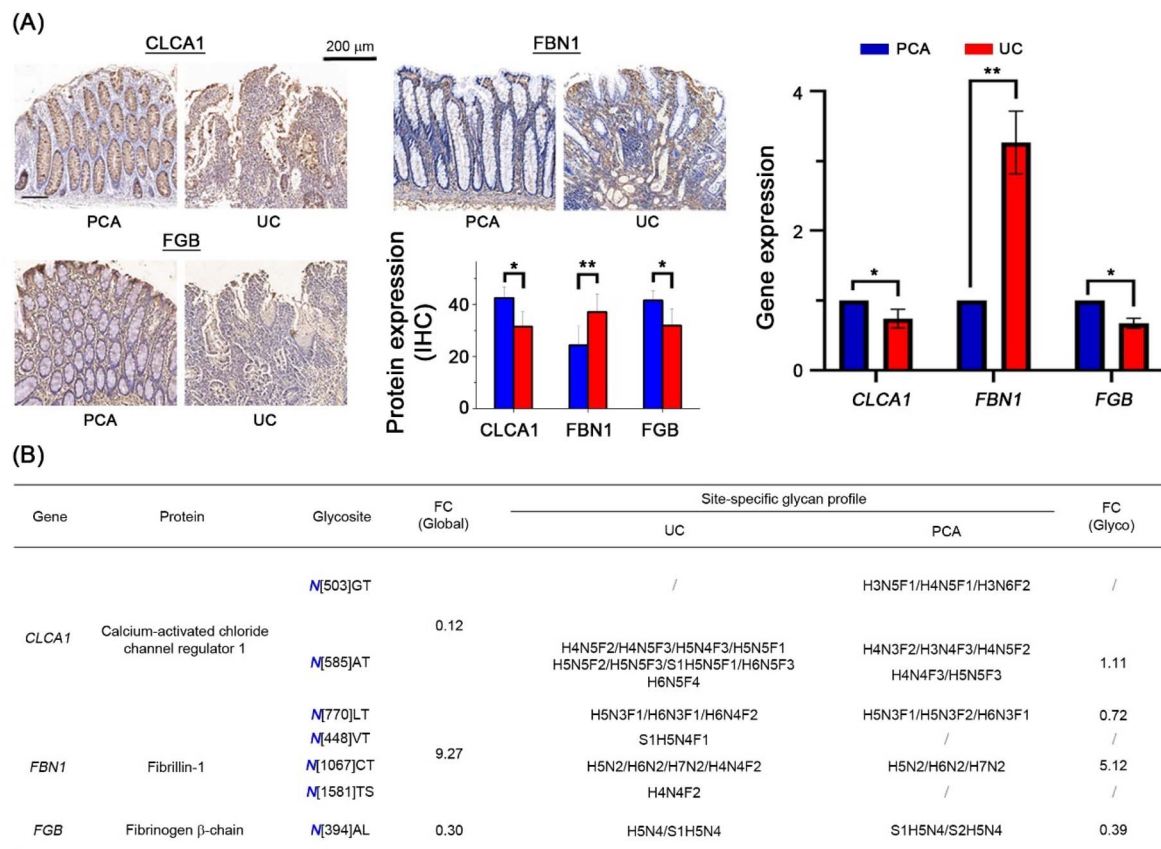 (A)
CLCA1
200 μm
FBN1
PCA
UC
PCA
UC
PCA
UC
FGB
PCA
UC
Protein expression
(IHC)
40
20
0
*
**
*
CLCA1
FBN1
FGB
Gene expression
4
2
0
*
**
*
CLCA1
FBN1
FGB
(B)
Gene
Protein
Glycosite
FC
(Global)
Site-specific glycan profile
UC
PCA
FC
(Glyco)
N[503]GT
/
H3N5F1/H4N5F1/H3N6F2
/
CLCA1
Calcium-activated chloride
channel regulator 1
0.12
N[585]AT
H4N5F2/H4N5F3/H5N4F3/H5N5F1
H5N5F2/H5N5F3/S1H5N5F1/H6N5F3
H6N5F4
H4N3F2/H3N4F3/H4N5F2
H4N4F3/H5N5F3
1.11
N[770]LT
H5N3F1/H6N3F1/H6N4F2
H5N3F1/H5N3F2/H6N3F1
0.72
N[448]VT
S1H5N4F1
/
/
FBN1
Fibrillin-1
9.27
N[1067]CT
H5N2/H6N2/H7N2/H4N4F2
H5N2/H6N2/H7N2
5.12
N[1581]TS
H4N4F2
/
/
FGB
Fibrinogen β-chain
N[394]AL
0.30
H5N4/S1H5N4
S1H5N4/S2H5N4
0.39